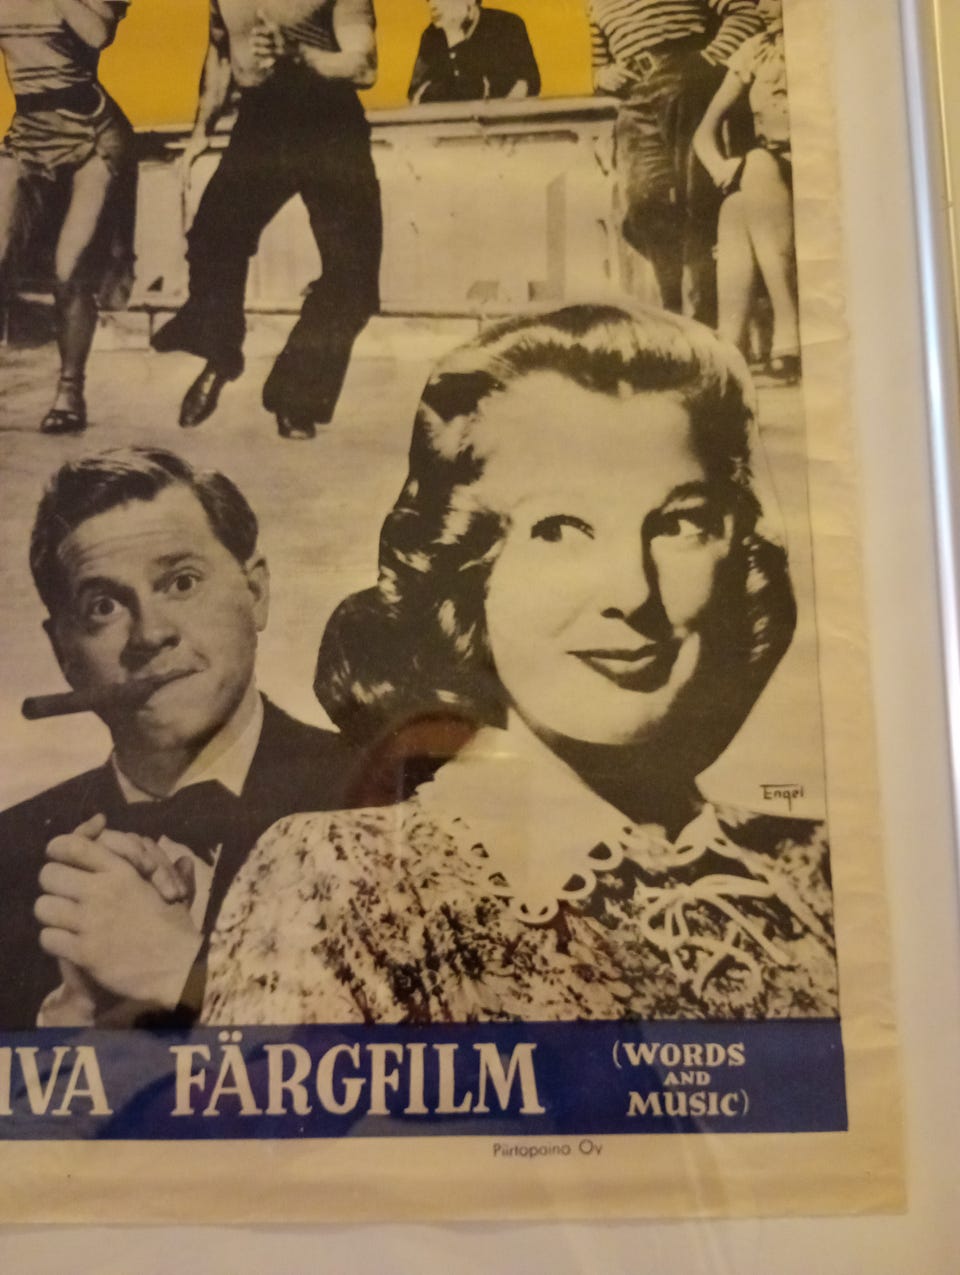 Engel
IVA FÄRGFILM
(WORDS
AND
MUSIC)
Piirtopaino Oy